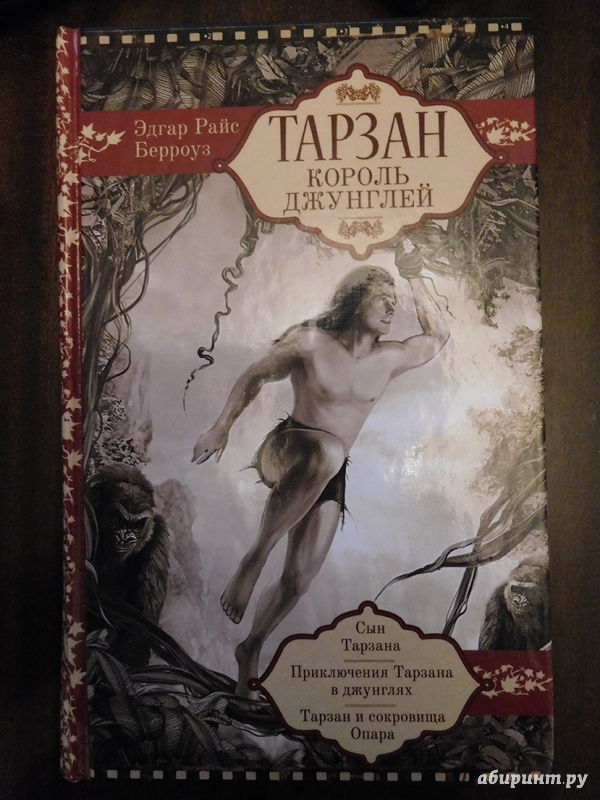 Эдгар Райс
Берроуз
ТАРЗАН
КОРОЛЬ
ДЖУНГЛЕЙ
Сын
Тарзана
Приключения Тарзана
в джунглях
Тарзан и сокровища
Опара
абиринт.ру